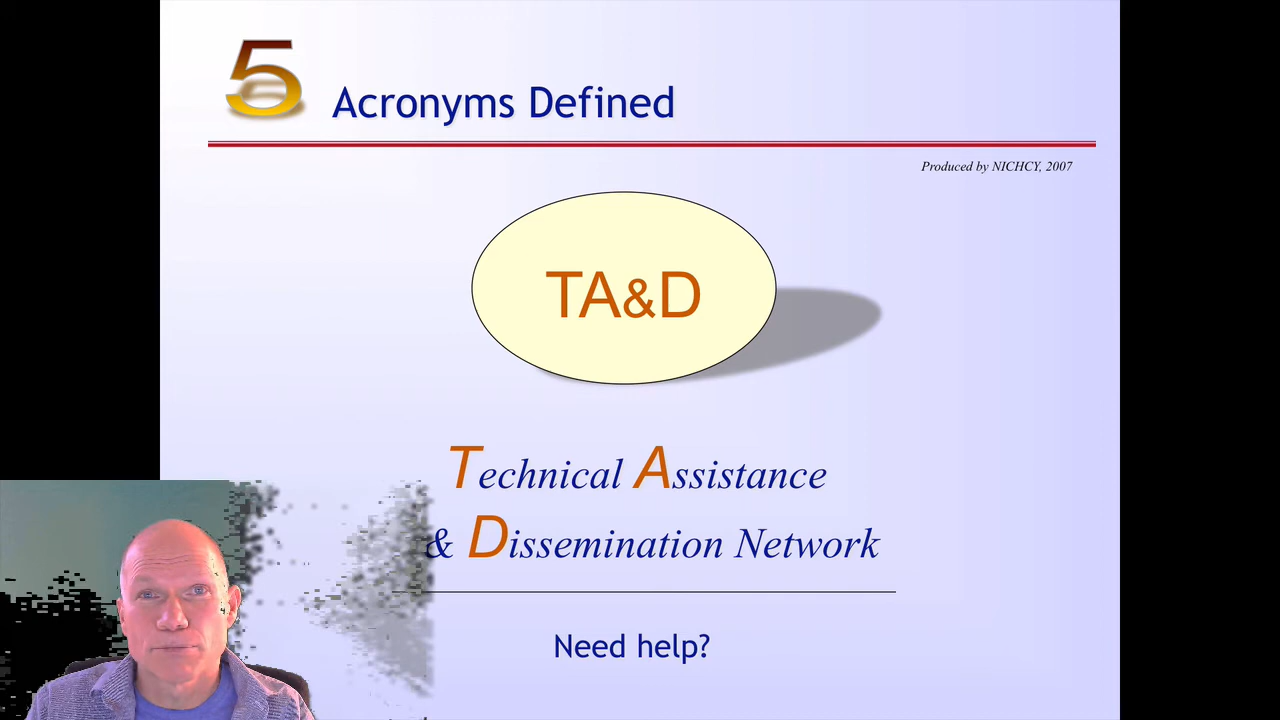 5 Acronyms Defined
Produced by NICHCY, 2007
TA&D
Technical Assistance
& Dissemination Network
Need help?